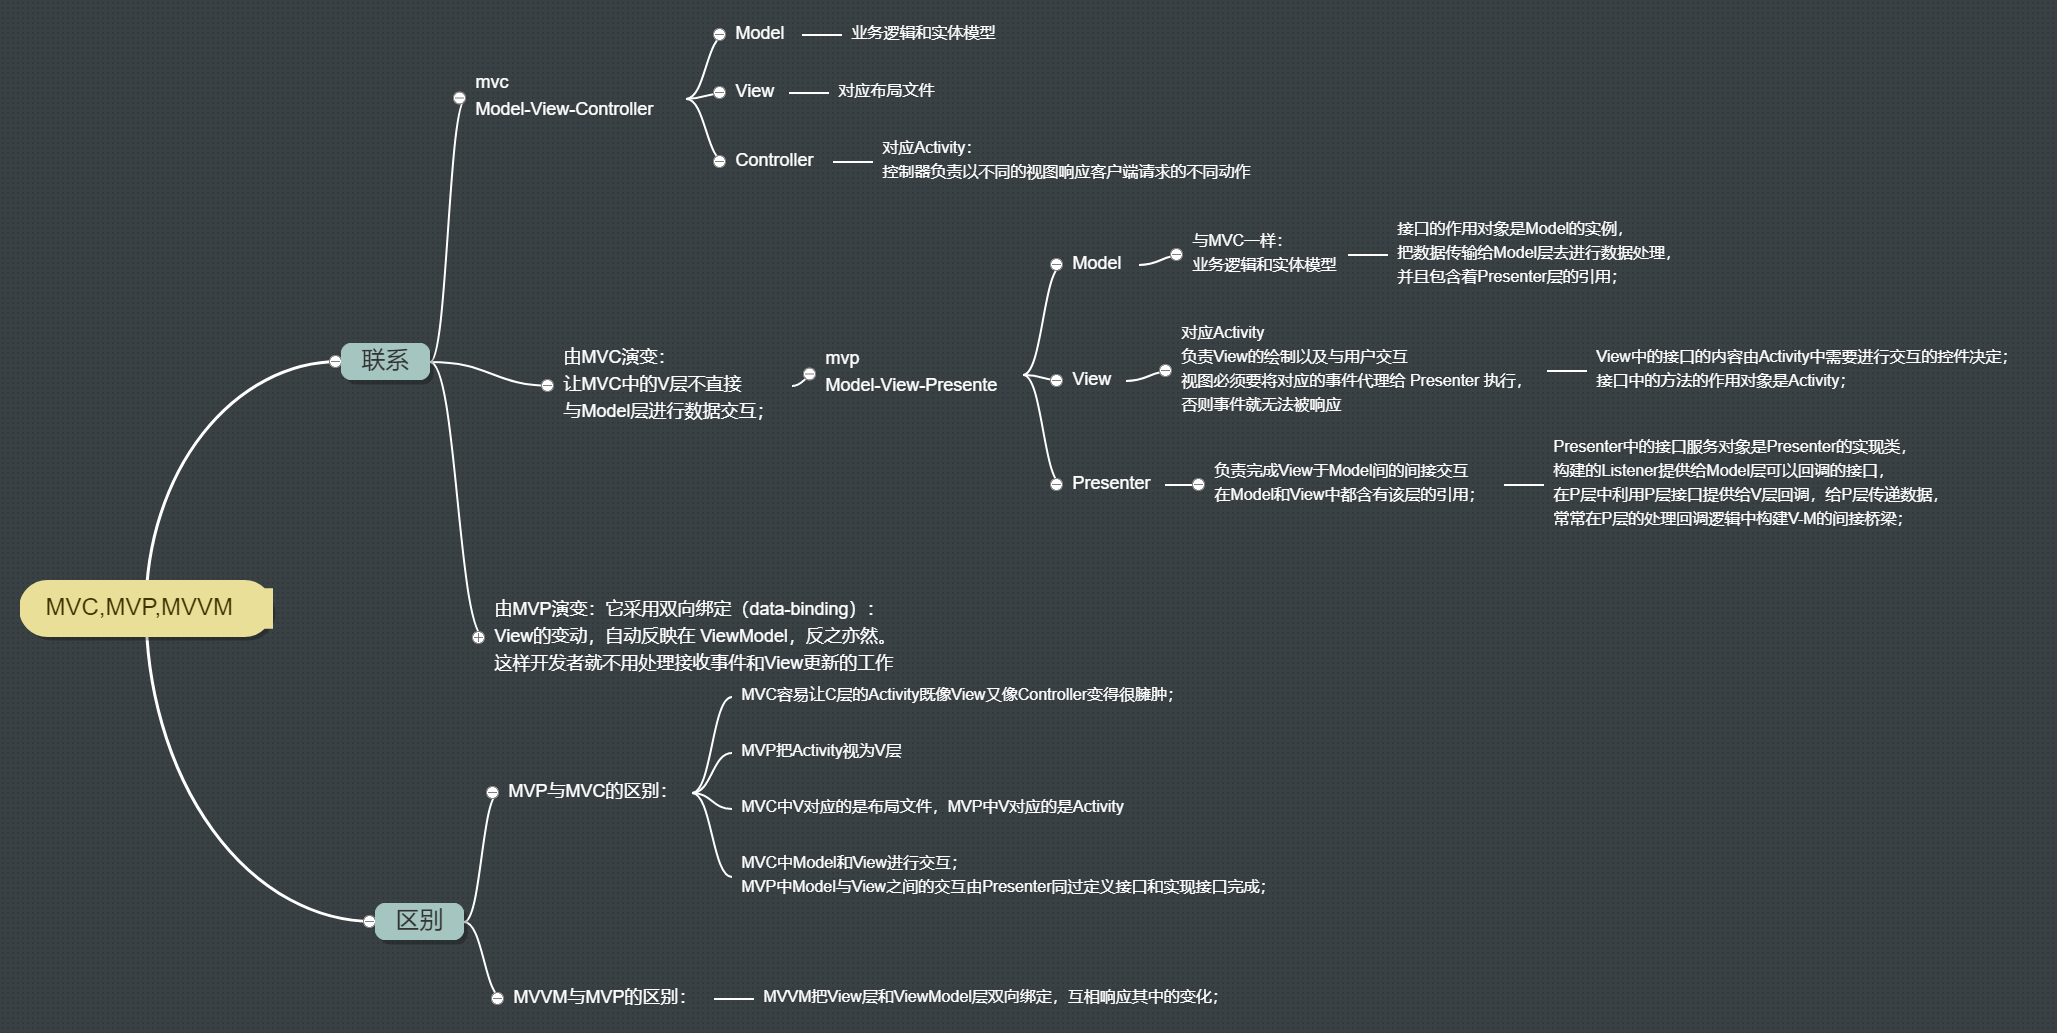 MVC,MVP,MVVM
联系
mvc
Model-View-Controller
Model
业务逻辑和实体模型
View
对应布局文件
Controller
对应Activity：
控制器负责以不同的视图响应客户端请求的不同动作
由MVC演变：
让MVC中的V层不直接
与Model层进行数据交互；
mvp
Model-View-Presente
Model
与MVC一样：
业务逻辑和实体模型
接口的作用对象是Model的实例，
把数据传输给Model层去进行数据处理，
并且包含着Presenter层的引用；
View
对应Activity
负责View的绘制以及与用户交互
视图必须要将对应的事件代理给 Presenter 执行，
否则事件就无法被响应
View中的接口的内容由Activity中需要进行交互的控件决定；
接口中的方法的作用对象是Activity；
Presenter
负责完成View于Model间的间接交互
在Model和View中都含有该层的引用；
Presenter中的接口服务对象是Presenter的实现类，
构建的Listener提供给Model层可以回调的接口，
在P层中利用P层接口提供给V层回调，给P层传递数据，
常常在P层的处理回调逻辑中构建V-M的间接桥梁；
由MVP演变：它采用双向绑定（data-binding）：
View的变动，自动反映在 ViewModel，反之亦然。
这样开发者就不用处理接收事件和View更新的工作
区别
MVP与MVC的区别：
MVC容易让C层的Activity既像View又像Controller变得很臃肿；
MVP把Activity视为V层
MVC中V对应的是布局文件，MVP中V对应的是Activity
MVC中Model和View进行交互；
MVP中Model与View之间的交互由Presenter同过定义接口和实现接口完成；
MVVM与MVP的区别：
MVVM把View层和ViewModel层双向绑定，互相响应其中的变化；